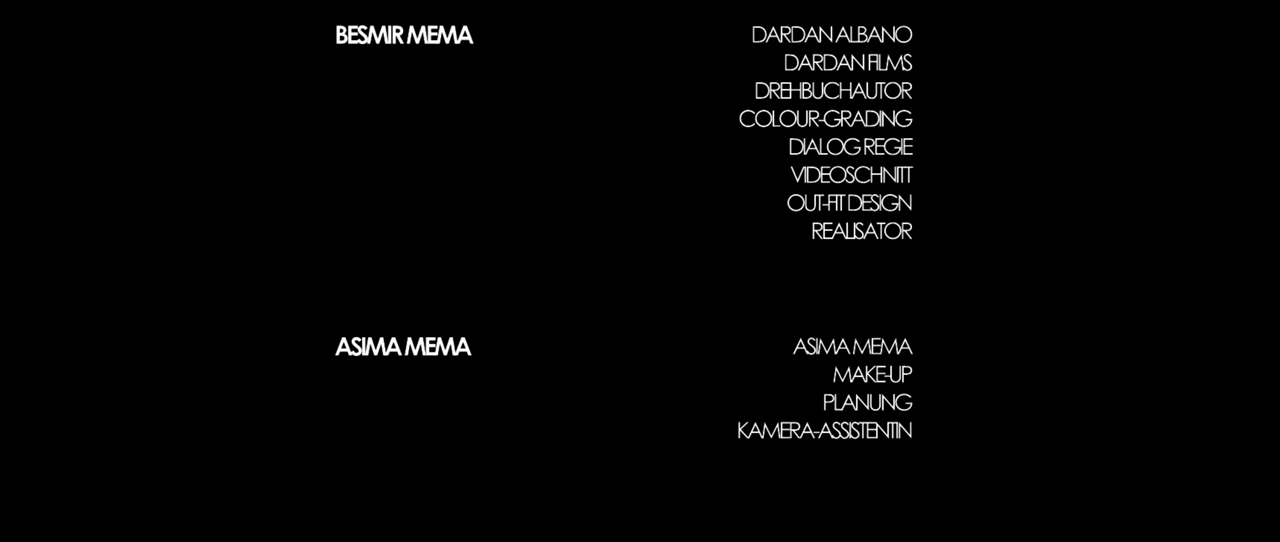 BESMIR MEMA
DARDAN ALBANO
DARDAN FILMS
DREHBUCHAUTOR
COLOUR-GRADING
DIALOG REGIE
VIDEOSCHNITT
OUT-FIT DESIGN
REALISATOR
ASIMA MEMA
ASIMA MEMA
MAKE-UP
PLANUNG
KAMERA-ASSISTENTIN